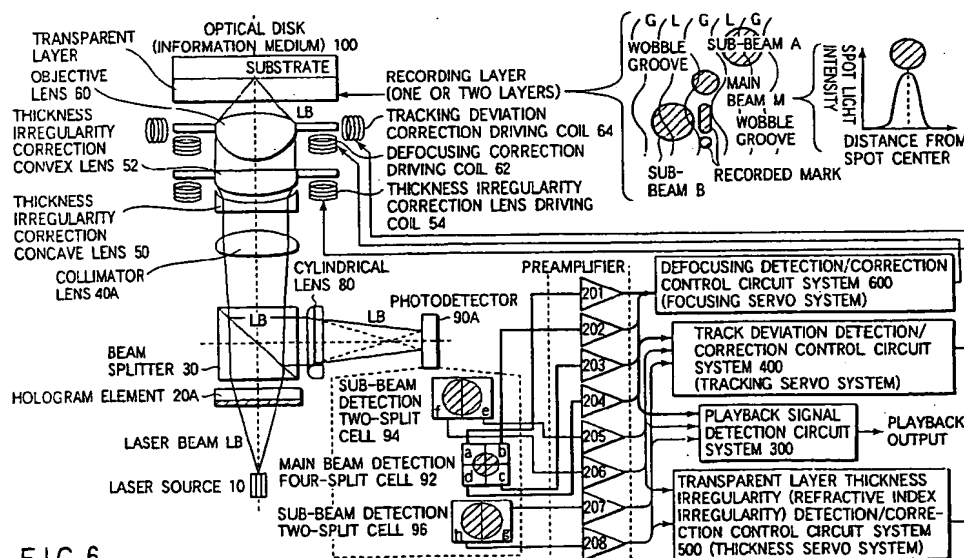 OPTICAL DISK
(INFORMATION MEDIUM) 100
TRANSPARENT
LAYER
SUBSTRATE
OBJECTIVE
LENS 60
LB
THICKNESS
IRREGULARITY
CORRECTION
CONVEX LENS 52
THICKNESS
IRREGULARITY
CORRECTION
CONCAVE LENS 50
COLLIMATOR
LENS 40A
RECORDING LAYER
(ONE OR TWO LAYERS)
TRACKING DEVIATION
CORRECTION DRIVING COIL 64
DEFOCUSING CORRECTION
DRIVING COIL 62
THICKNESS IRREGULARITY
CORRECTION LENS DRIVING
COIL 54
G L G L G
WOBBLE
GROOVE
SUB-BEAM A
MAIN
BEAM M
WOBBLE
GROOVE
SUB-
BEAM B
RECORDED MARK
SPOT LIGHT
INTENSITY
DISTANCE FROM
SPOT CENTER
CYLINDRICAL
LENS 80
LB
LB
PHOTODETECTOR
90A
BEAM
SPLITTER 30
HOLOGRAM ELEMENT 20A
LASER BEAM LB
LASER SOURCE 10
SUB-BEAM
DETECTION
TWO-SPLIT
CELL 94
f e
MAIN BEAM DETECTION
FOUR-SPLIT CELL 92
a b
d c
SUB-BEAM DETECTION
TWO-SPLIT CELL 96
h g
PREAMPLIFIER
201
202
203
204
205
206
207
208
DEFOCUSING DETECTION/CORRECTION
CONTROL CIRCUIT SYSTEM 600
(FOCUSING SERVO SYSTEM)
TRACK DEVIATION DETECTION/
CORRECTION CONTROL CIRCUIT
SYSTEM 400
(TRACKING SERVO SYSTEM)
PLAYBACK SIGNAL
DETECTION CIRCUIT
SYSTEM 300
PLAYBACK
OUTPUT
TRANSPARENT LAYER THICKNESS
IRREGULARITY (REFRACTIVE INDEX
IRREGULARITY) DETECTION/CORRE-
CTION CONTROL CIRCUIT SYSTEM
500 (THICKNESS SERVO SYSTEM)
FIG. 6